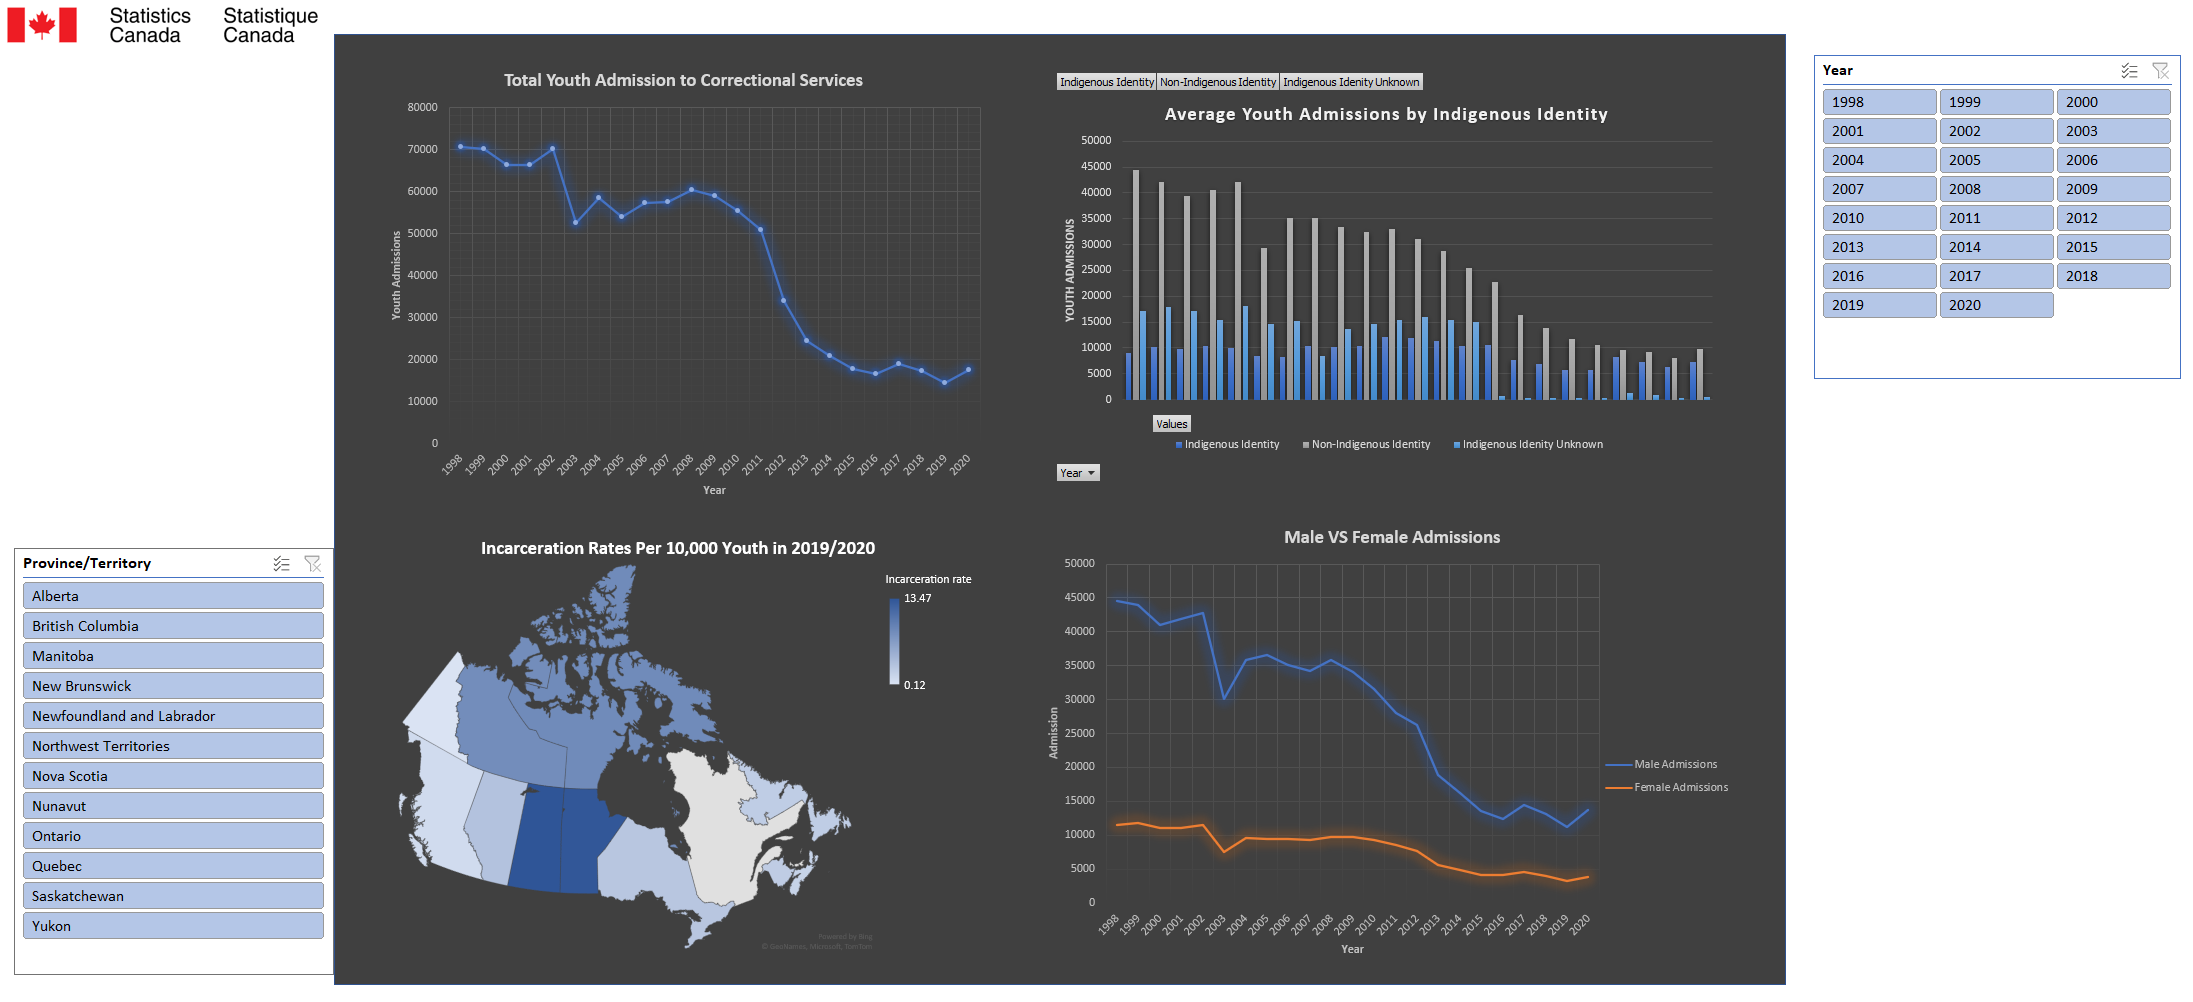 Statistics
Canada
Statistique
Canada
Total Youth Admission to Correctional Services
80000
70000
60000
50000
40000
30000
20000
10000
0
Youth Admissions
1998 1999 2000 2001 2002 2003 2004 2005 2006 2007 2008 2009 2010 2011 2012 2013 2014 2015 2016 2017 2018 2019 2020
Year
Indigenous Identity Non-Indigenous Identity Indigenous Idenity Unknown
Average Youth Admissions by Indigenous Identity
50000
45000
40000
35000
30000
25000
20000
15000
10000
5000
0
YOUTH ADMISSIONS
Values
Indigenous Identity Non-Indigenous Identity Indigenous Idenity Unknown
Year
Year
1998 1999 2000
2001 2002 2003
2004 2005 2006
2007 2008 2009
2010 2011 2012
2013 2014 2015
2016 2017 2018
2019 2020
Province/Territory
Alberta
British Columbia
Manitoba
New Brunswick
Newfoundland and Labrador
Northwest Territories
Nova Scotia
Nunavut
Ontario
Quebec
Saskatchewan
Yukon
Incarceration Rates Per 10,000 Youth in 2019/2020
Incarceration rate
13.47
0.12
Powered by Bing
© GeoNames, Microsoft, TomTom
Male VS Female Admissions
50000
45000
40000
35000
30000
25000
20000
15000
10000
5000
0
Admission
1998 1999 2000 2001 2002 2003 2004 2005 2006 2007 2008 2009 2010 2011 2012 2013 2014 2015 2016 2017 2018 2019 2020
Year
Male Admissions
Female Admissions